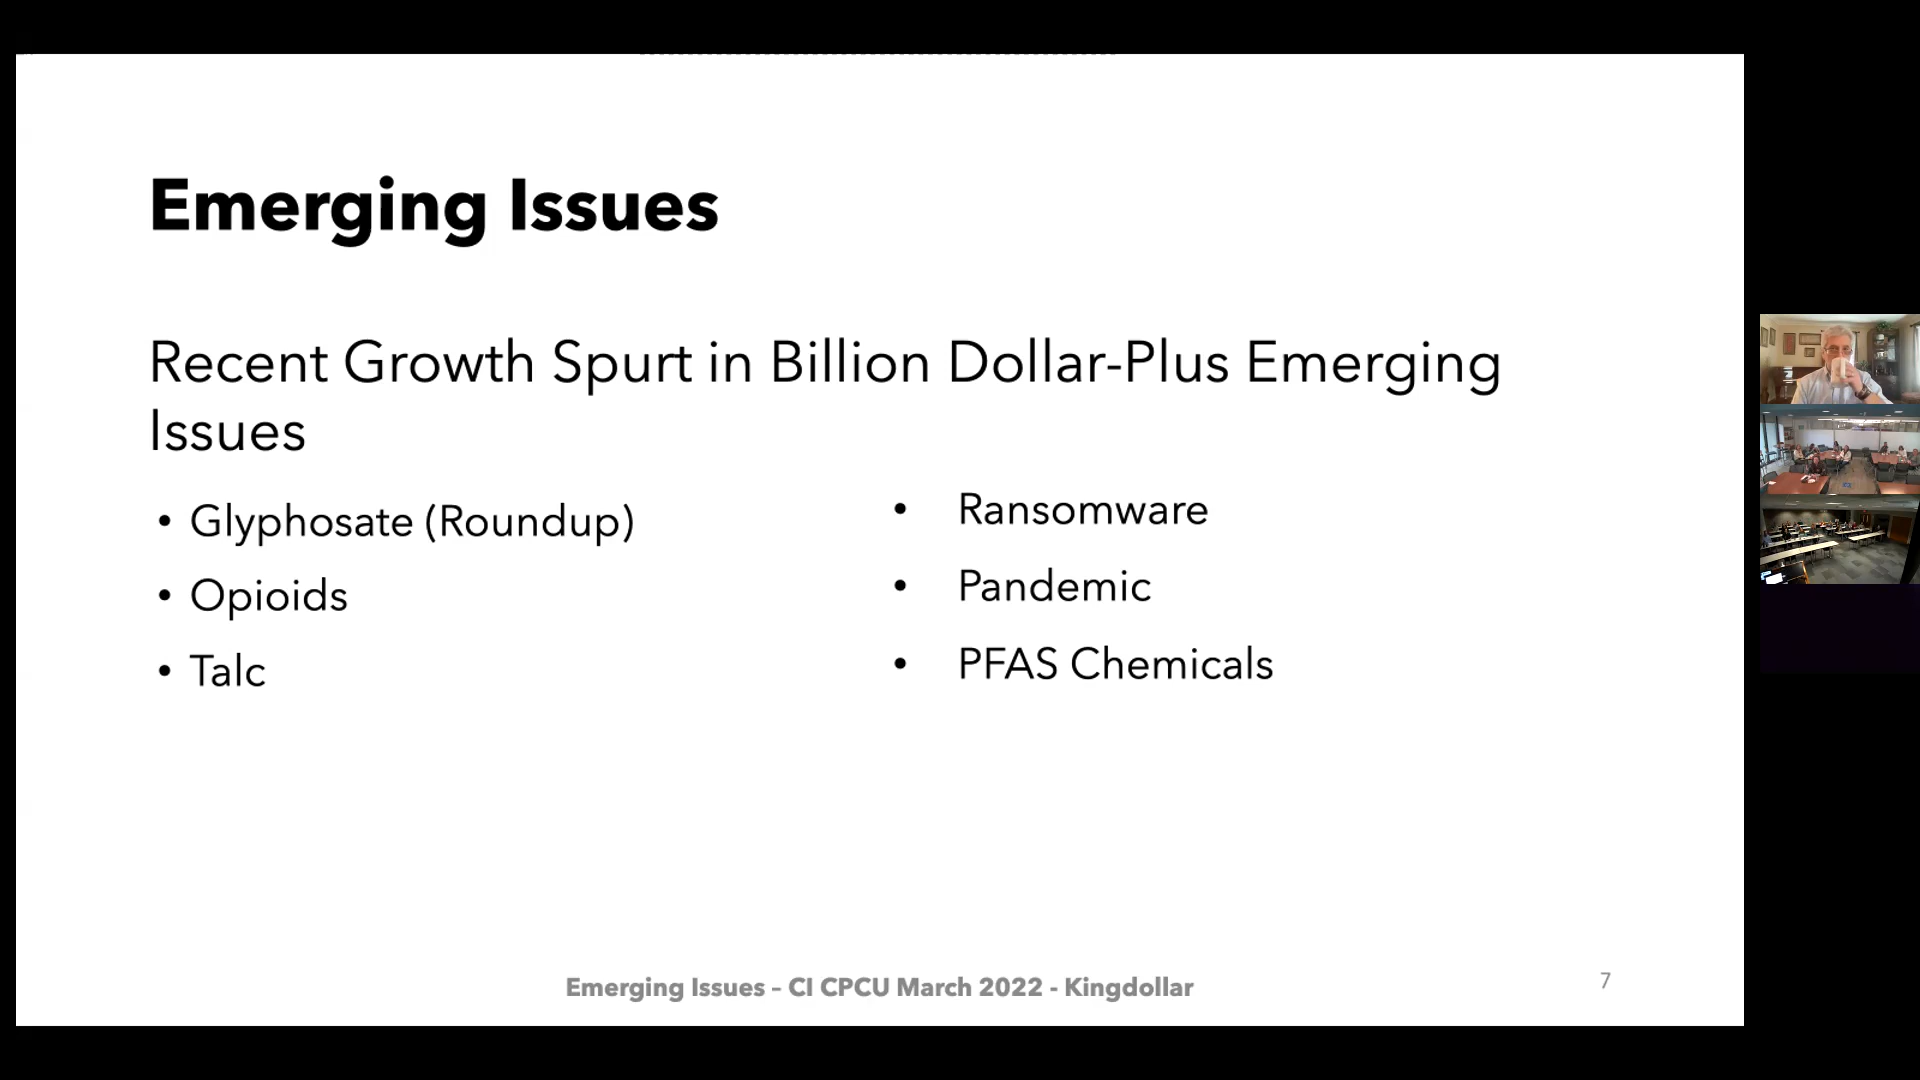 Emerging Issues
Recent Growth Spurt in Billion Dollar-Plus Emerging
Issues
• Glyphosate (Roundup)
• Opioids
• Talc
• Ransomware
• Pandemic
• PFAS Chemicals
Emerging Issues – CI CPCU March 2022 - Kingdollar
7